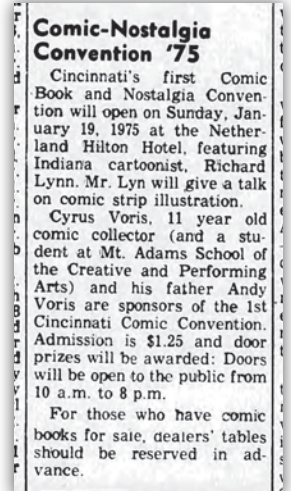 Comic-Nostalgia
Convention '75
Cincinnati's first Comic
Book and Nostalgia Conven-
tion will open on Sunday, Jan-
uary 19, 1975 at the Nether-
land Hilton Hotel, featuring
Indiana cartoonist, Richard
Lynn. Mr. Lyn will give a talk
on comic strip illustration.
Cyrus Voris, 11 year old
comic collector (and a stu-
dent at Mt. Adams School of
the Creative and Performing
Arts) and his father Andy
Voris are sponsors of the 1st
Cincinnati Comic Convention.
Admission is $1.25 and door
prizes will be awarded: Doors
will be open to the public from
10 a.m. to 8 p.m.
For those who have comic
books for sale, dealers' tables
should be reserved in ad-
vance.